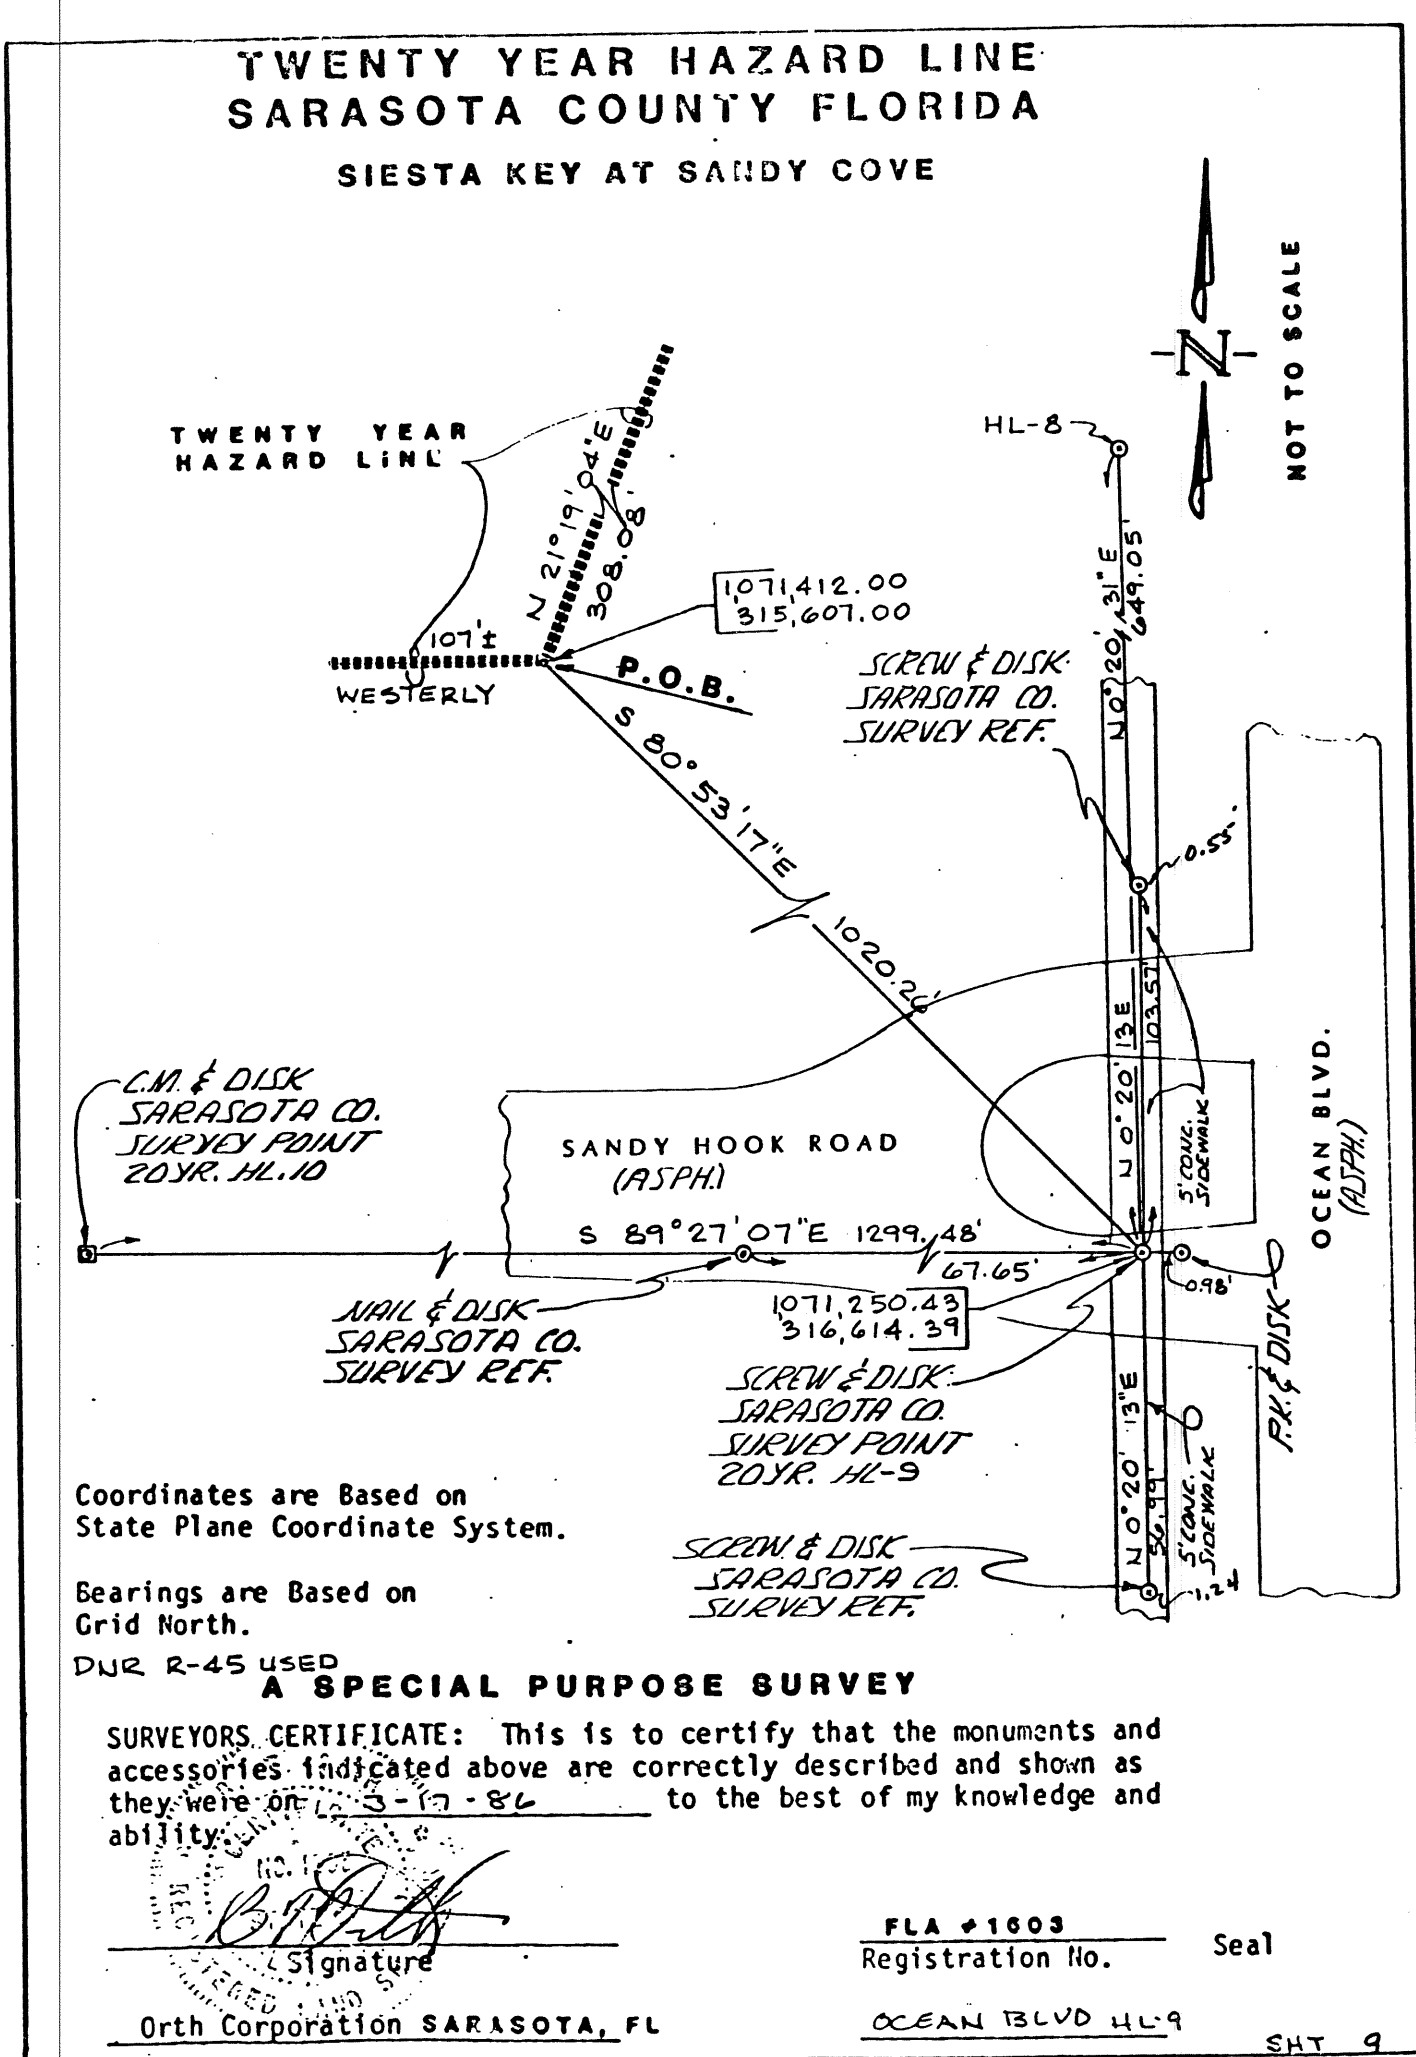 TWENTY YEAR HAZARD LINE
SARASOTA COUNTY FLORIDA
SIESTA KEY AT SANDY COVE
N
NOT TO SCALE
TWENTY YEAR
HAZARD LINE
N 21° 19' 04" E
308.08'
HL-8
N 0° 20' 31" E
649.05'
1,071,412.00
315,607.00
107'±
WESTERLY
P.O.B.
SCREW & DISK
SARASOTA CO.
SURVEY REF.
S 80° 53' 17" E
1020.26'
0.55'
N 0° 20' 13 E
103.57'
C.M. & DISK
SARASOTA CO.
SURVEY POINT
20YR. HL.10
SANDY HOOK ROAD
(ASPH.)
5' CONC.
SIDEWALK
OCEAN BLVD.
(ASPH.)
S 89° 27' 07" E 1299.48'
67.65'
0.98'
NAIL & DISK
SARASOTA CO.
SURVEY REF.
1,071,250.43
316,614.39
P.K. & DISK
SCREW & DISK
SARASOTA CO.
SURVEY POINT
20YR. HL-9
N 0° 20' 13" E
56.99'
5' CONC.
SIDEWALK
Coordinates are Based on
State Plane Coordinate System.
SCREW & DISK
SARASOTA CO.
SURVEY REF.
1.24
Bearings are Based on
Grid North.
DNR R-45 USED
A SPECIAL PURPOSE SURVEY
SURVEYORS CERTIFICATE: This is to certify that the monuments and
accessories indicated above are correctly described and shown as
they were on 3-17-86 to the best of my knowledge and
ability.
Signature
FLA #1603
Registration No.
Seal
Orth Corporation SARASOTA, FL
OCEAN BLVD HL-9
SHT 9